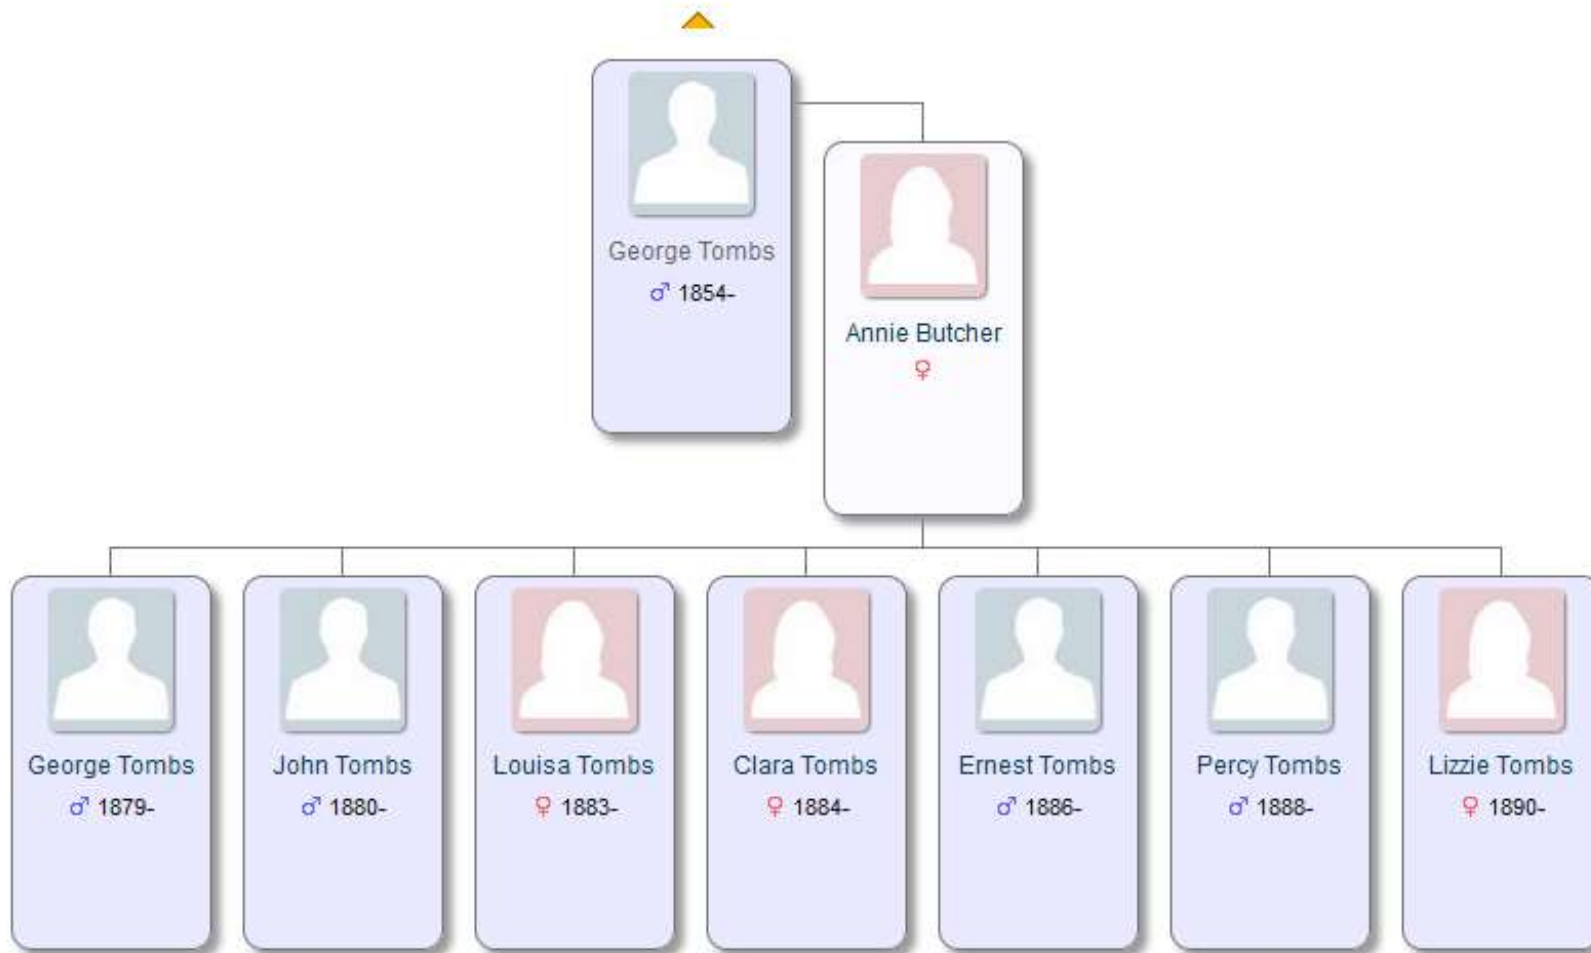 George Tombs
♂ 1854-
Annie Butcher
♀
George Tombs
♂ 1879-
John Tombs
♂ 1880-
Louisa Tombs
♀ 1883-
Clara Tombs
♀ 1884-
Ernest Tombs
♂ 1886-
Percy Tombs
♂ 1888-
Lizzie Tombs
♀ 1890-